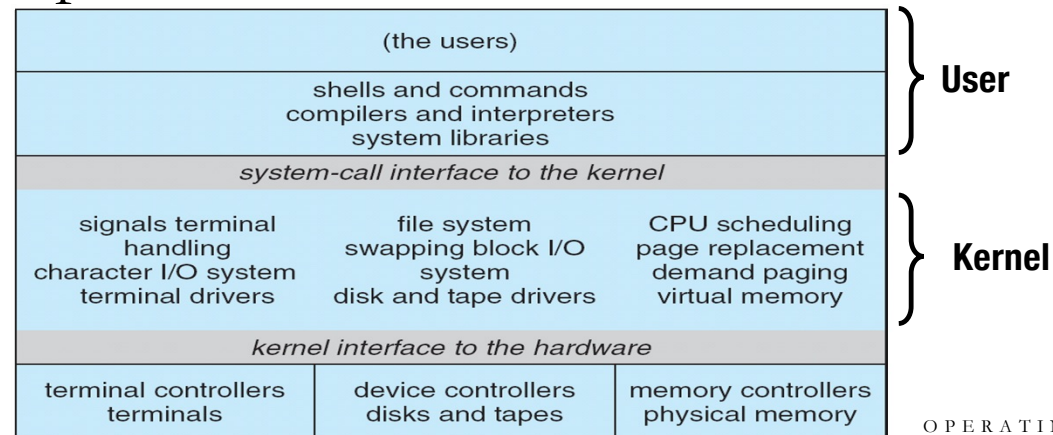 (the users)
shells and commands
compilers and interpreters
system libraries
User
system-call interface to the kernel
signals terminal
handling
character I/O system
terminal drivers
file system
swapping block I/O
system
disk and tape drivers
CPU scheduling
page replacement
demand paging
virtual memory
Kernel
kernel interface to the hardware
terminal controllers
terminals
device controllers
disks and tapes
memory controllers
physical memory
OPERATI